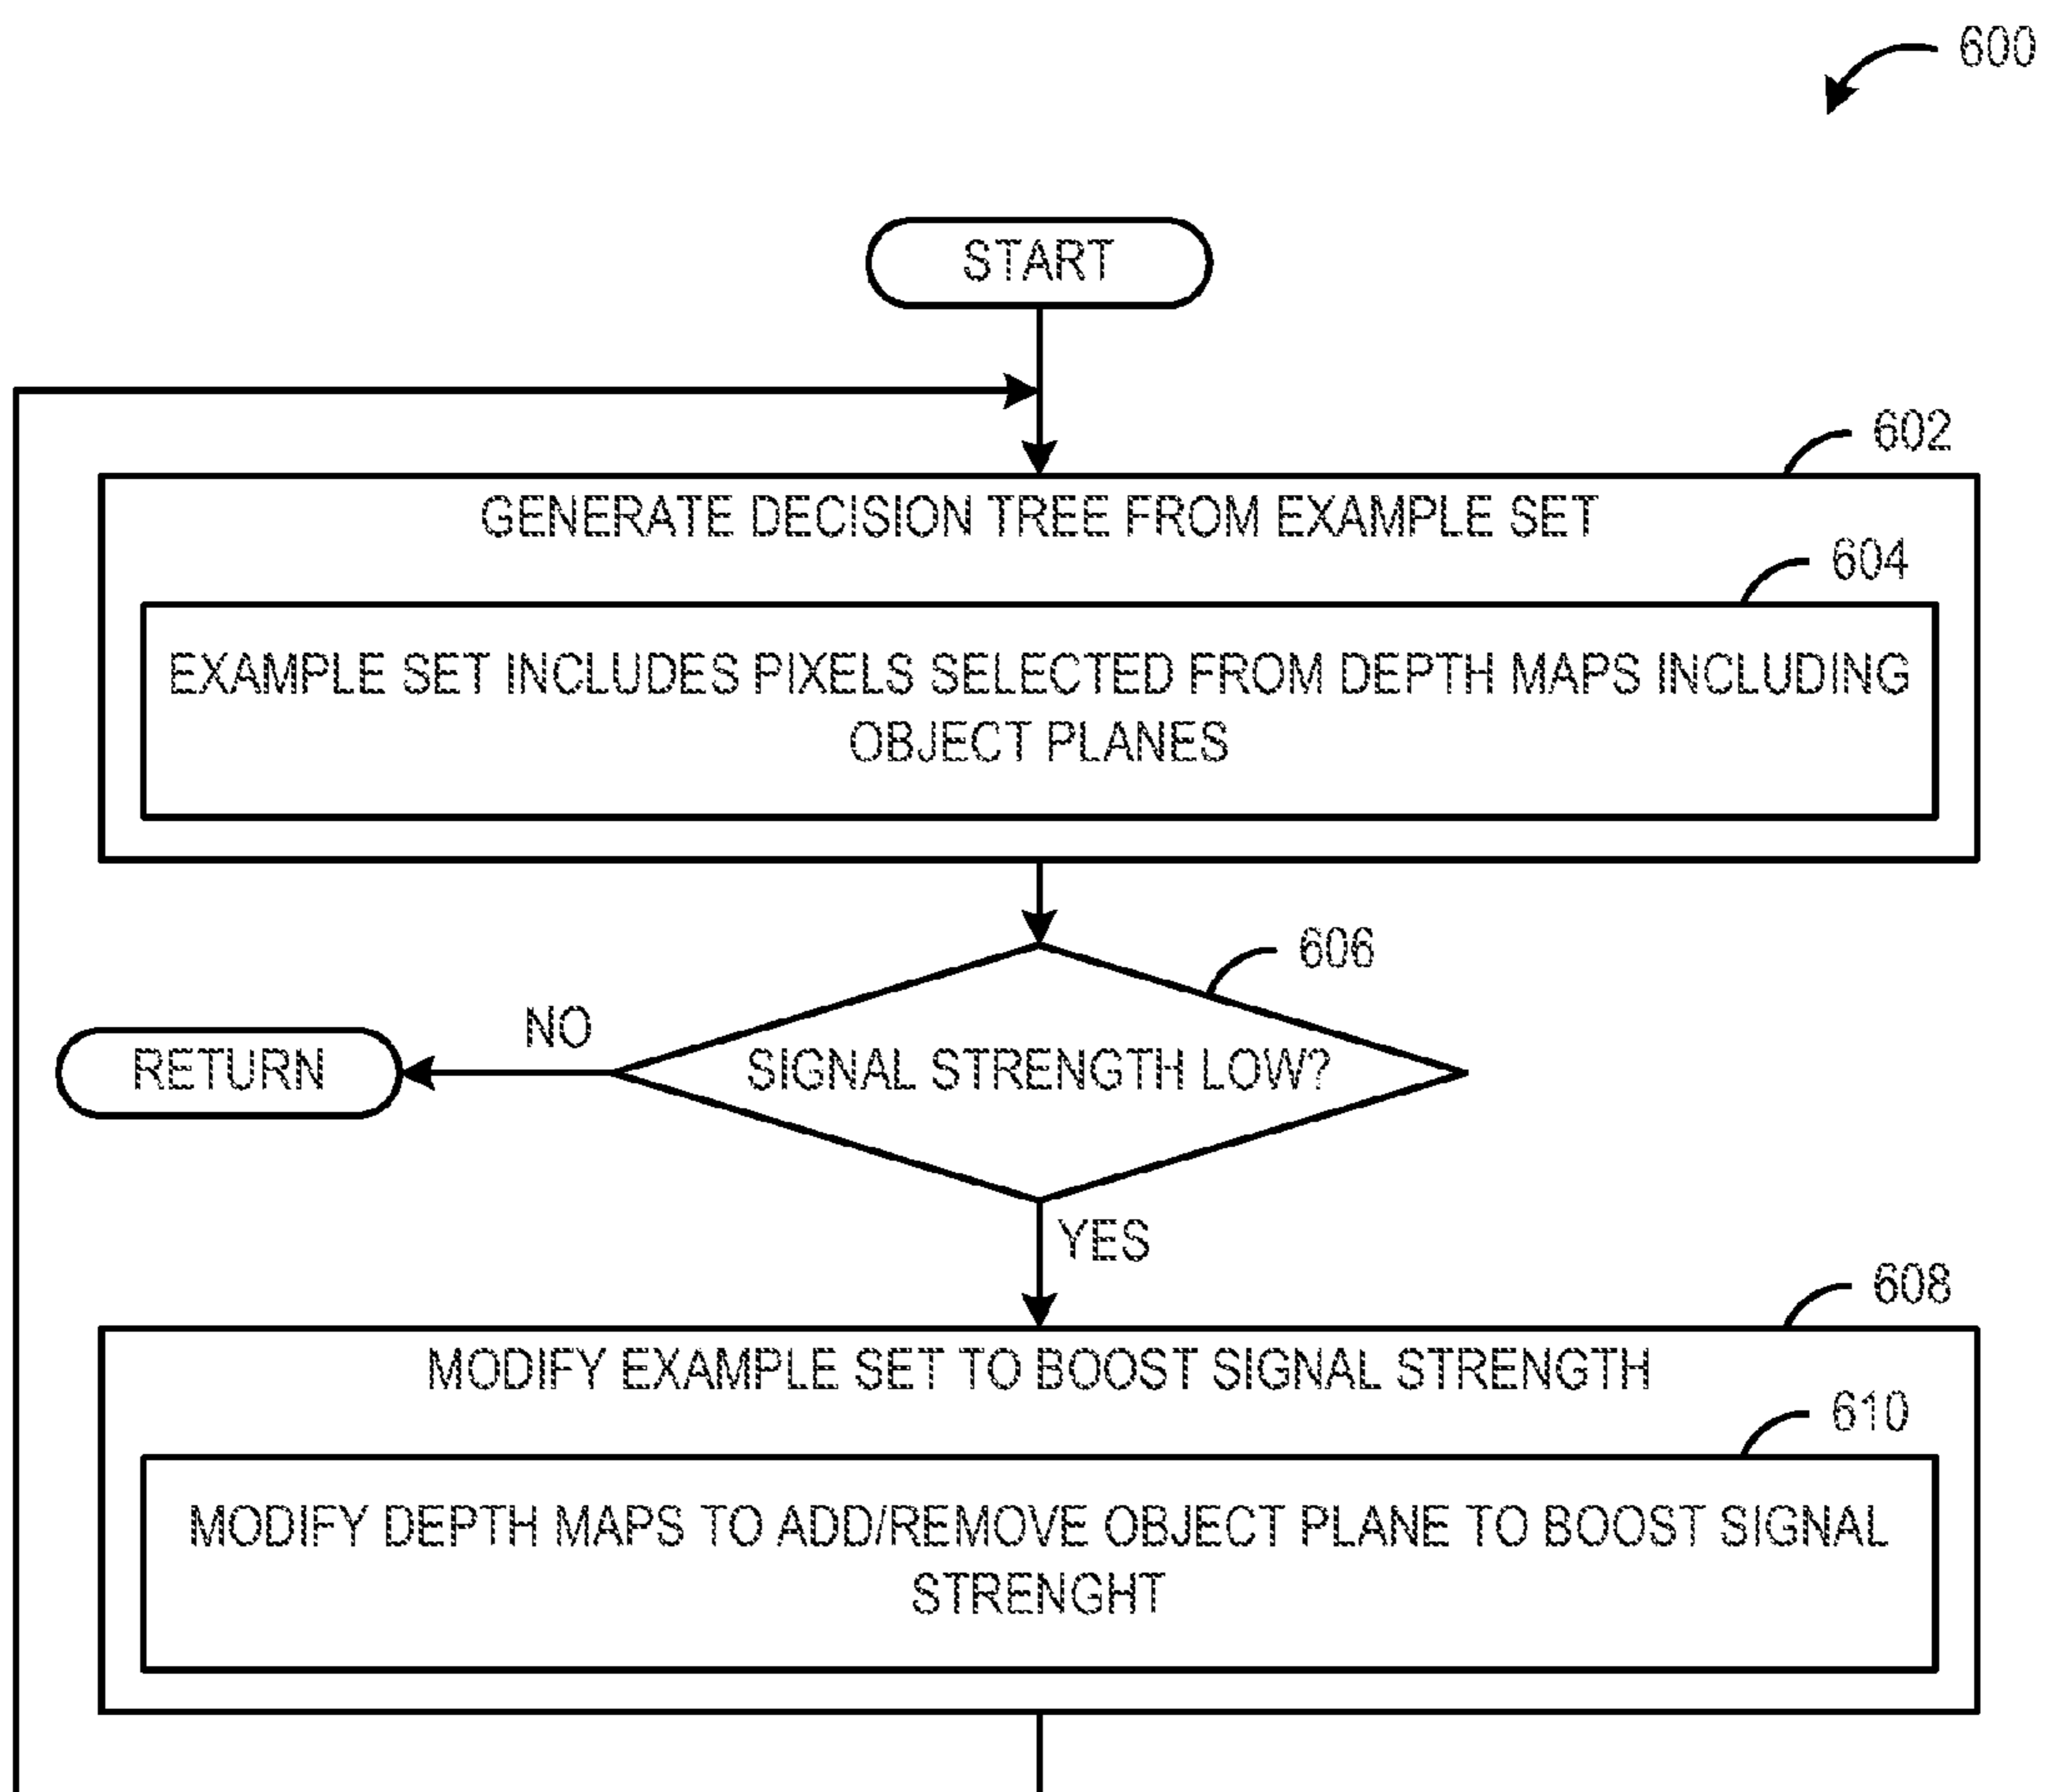 600
START
602
GENERATE DECISION TREE FROM EXAMPLE SET
604
EXAMPLE SET INCLUDES PIXELS SELECTED FROM DEPTH MAPS INCLUDING
OBJECT PLANES
606
NO
RETURN
SIGNAL STRENGTH LOW?
YES
608
MODIFY EXAMPLE SET TO BOOST SIGNAL STRENGTH
610
MODIFY DEPTH MAPS TO ADD/REMOVE OBJECT PLANE TO BOOST SIGNAL
STRENGHT